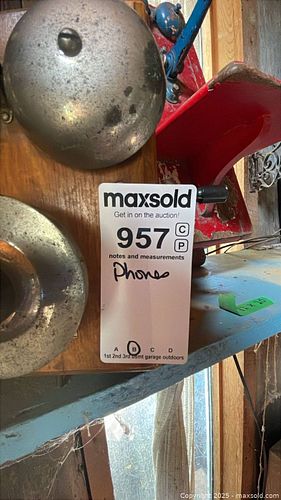 maxsold
Get in on the auction!
957 C
P
notes and measurements
Phones
A B C D
1st 2nd 3rd bsmt garage outdoors
Copyright 2025 - maxsold.com